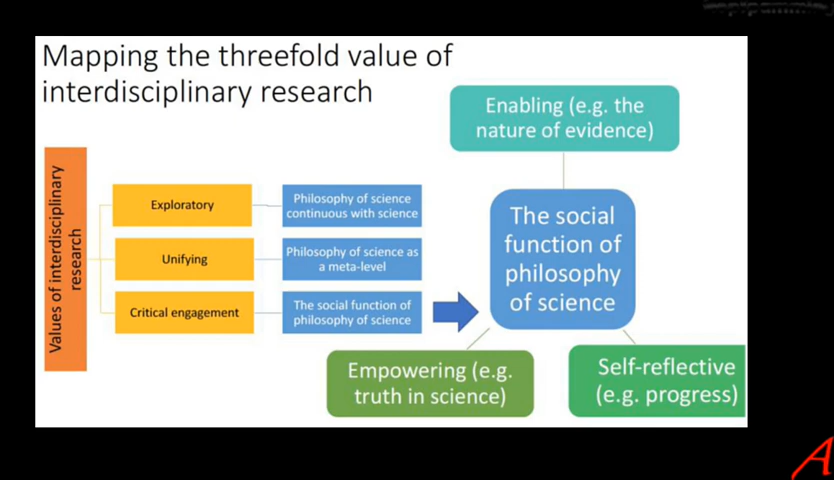 Mapping the threefold value of
interdisciplinary research
Values of interdisciplinary
research
Exploratory
Philosophy of science
continuous with science
Unifying
Philosophy of science as
a meta-level
Critical engagement
The social function of
philosophy of science
Enabling (e.g. the
nature of evidence)
The social
function of
philosophy
of science
Empowering (e.g.
truth in science)
Self-reflective
(e.g. progress)
A